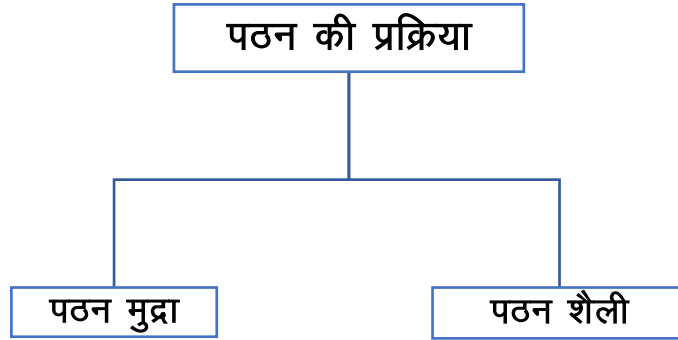 पठन की प्रक्रिया
पठन मुद्रा
पठन शैली